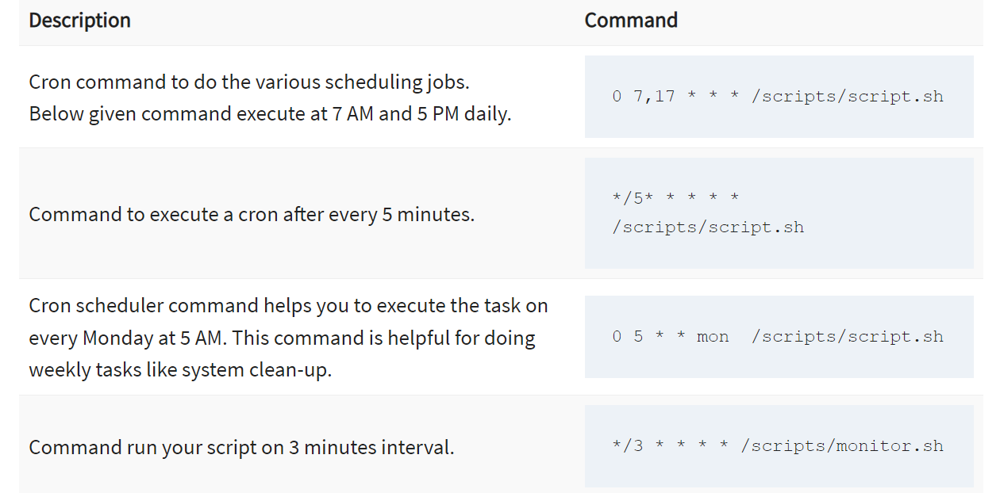 Description Command
Cron command to do the various scheduling jobs.
Below given command execute at 7 AM and 5 PM daily.
0 7,17 * * * /scripts/script.sh
Command to execute a cron after every 5 minutes.
*/5* * * * *
/scripts/script.sh
Cron scheduler command helps you to execute the task on
every Monday at 5 AM. This command is helpful for doing
weekly tasks like system clean-up.
0 5 * * mon  /scripts/script.sh
Command run your script on 3 minutes interval.
*/3 * * * * /scripts/monitor.sh